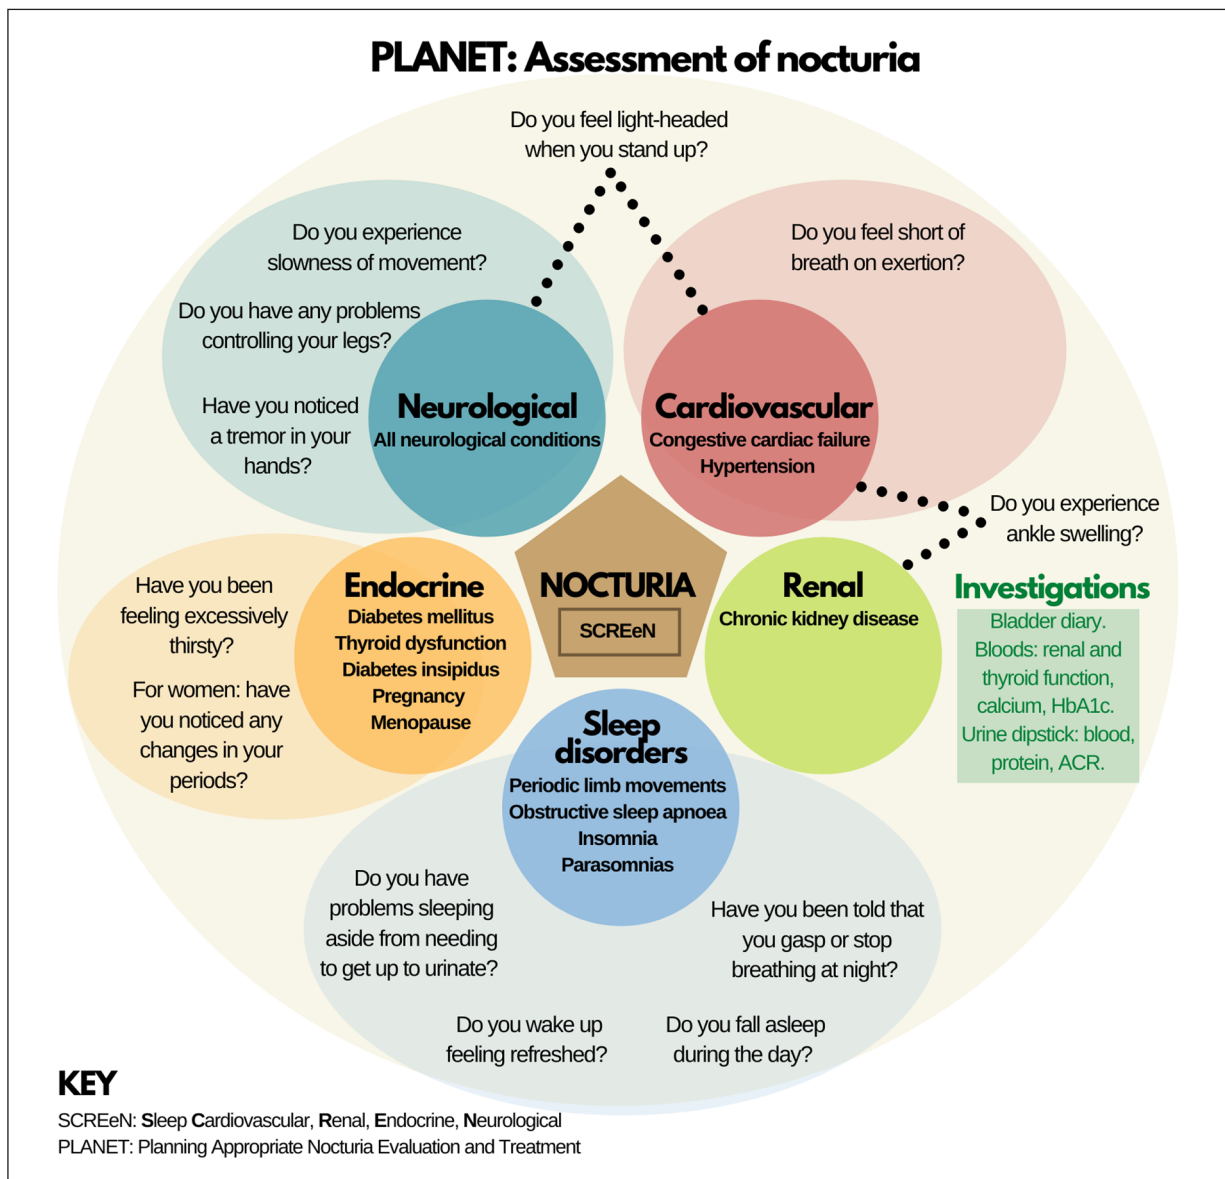 PLANET: Assessment of nocturia
Do you feel light-headed
when you stand up?
Do you experience
slowness of movement?
Do you have any problems
controlling your legs?
Have you noticed
a tremor in your
hands?
Neurological
All neurological conditions
Do you feel short of
breath on exertion?
Cardiovascular
Congestive cardiac failure
Hypertension
Do you experience
ankle swelling?
Have you been
feeling excessively
thirsty?
For women: have
you noticed any
changes in your
periods?
Endocrine
Diabetes mellitus
Thyroid dysfunction
Diabetes insipidus
Pregnancy
Menopause
NOCTURIA
SCREeN
Renal
Chronic kidney disease
Investigations
Bladder diary.
Bloods: renal and
thyroid function,
calcium, HbA1c.
Urine dipstick: blood,
protein, ACR.
Sleep
disorders
Periodic limb movements
Obstructive sleep apnoea
Insomnia
Parasomnias
Do you have
problems sleeping
aside from needing
to get up to urinate?
Have you been told that
you gasp or stop
breathing at night?
Do you wake up
feeling refreshed?
Do you fall asleep
during the day?
KEY
SCREeN: Sleep Cardiovascular, Renal, Endocrine, Neurological
PLANET: Planning Appropriate Nocturia Evaluation and Treatment